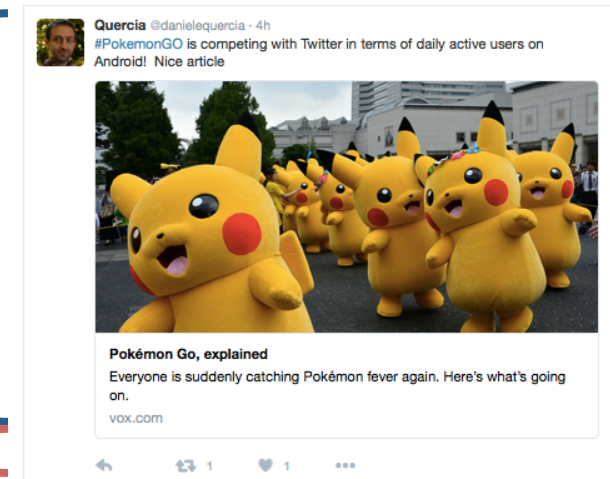 Quercia @danielequercia · 4h
#PokemonGO is competing with Twitter in terms of daily active users on
Android!  Nice article
Pokémon Go, explained
Everyone is suddenly catching Pokémon fever again. Here's what's going
on.
vox.com
1 1